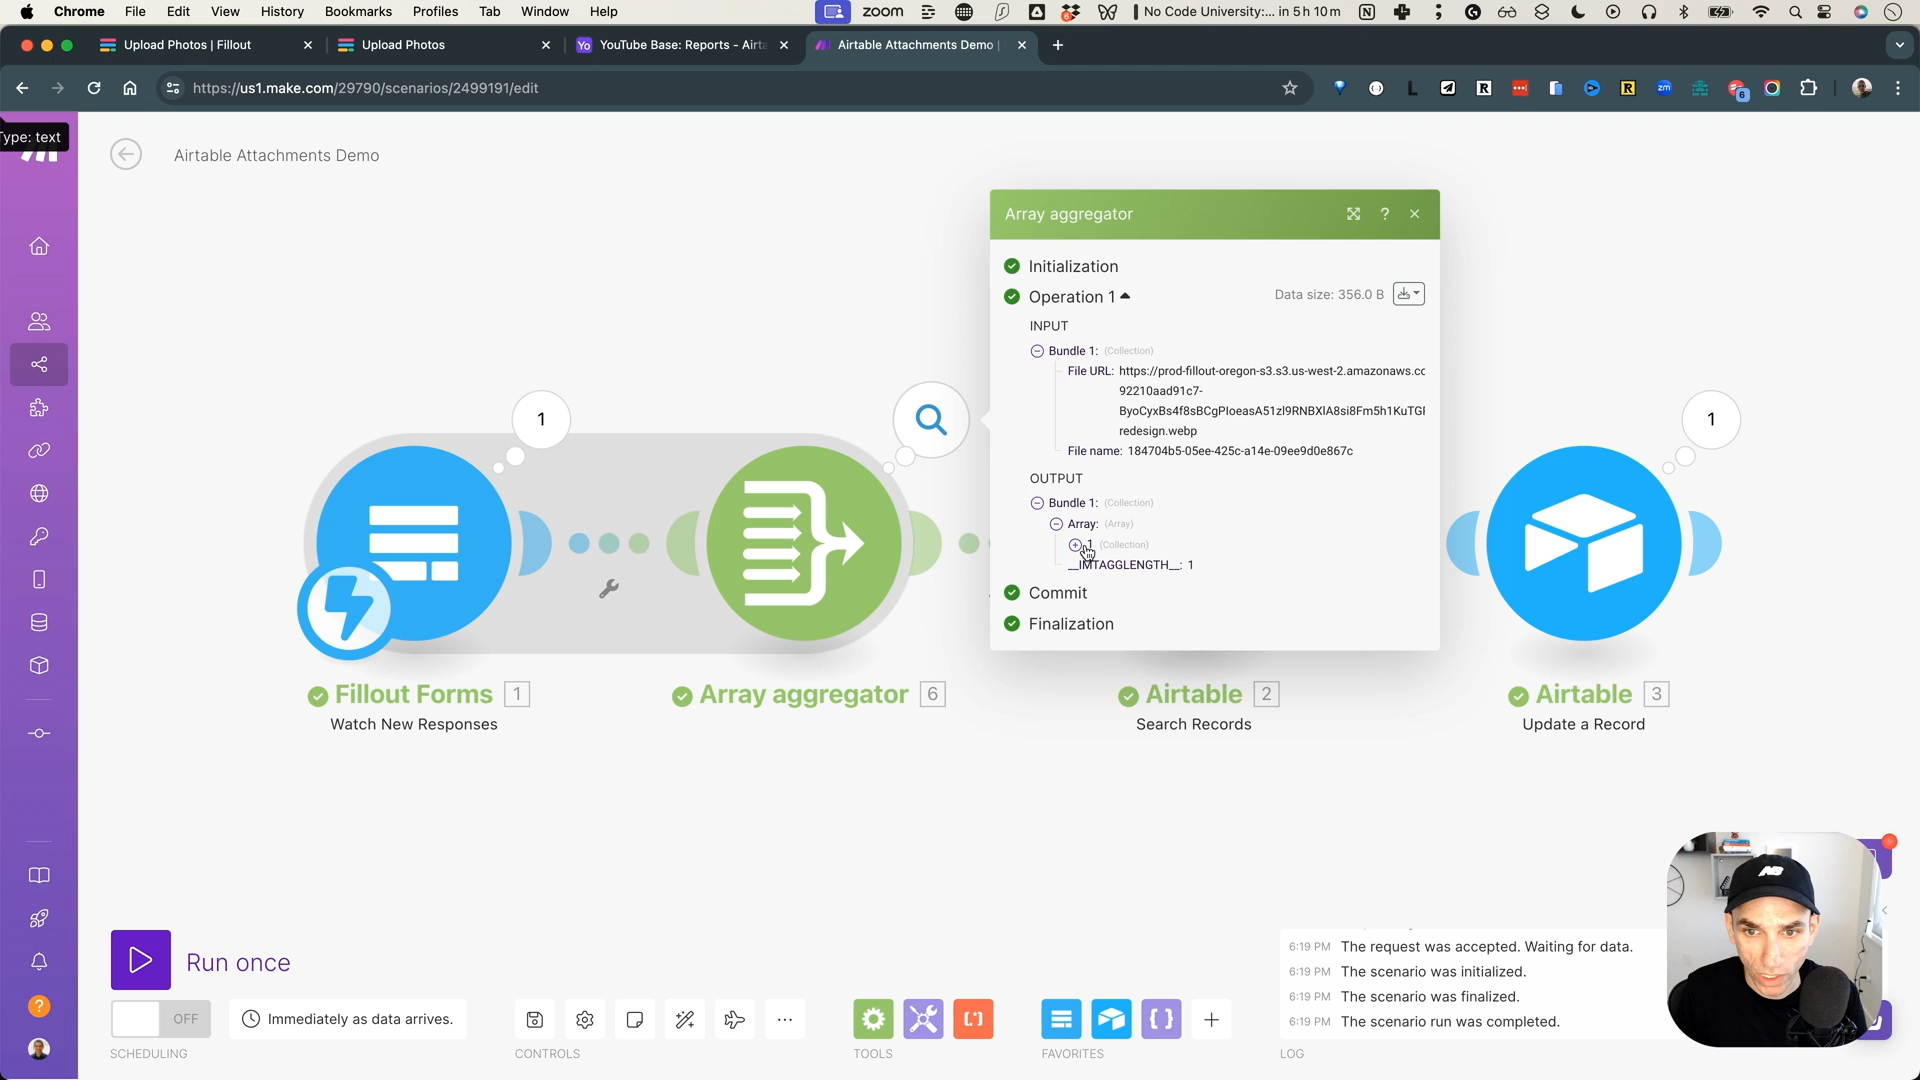 Chrome File Edit View History Bookmarks Profiles Tab Window Help zoom No Code University:... in 5 h 10 m
Upload Photos | Fillout Upload Photos Yo YouTube Base: Reports - Airta Airtable Attachments Demo |
https://us1.make.com/29790/scenarios/2499191/edit
Type: text
Airtable Attachments Demo
Array aggregator ?
Initialization
Operation 1 Data size: 356.0 B
INPUT
Bundle 1: (Collection)
File URL: https://prod-fillout-oregon-s3.s3.us-west-2.amazonaws.cc
92210aad91c7-
ByoCyxBs4f8sBCgPIoeasA51zl9RNBXlA8si8Fm5h1KuTGI
redesign.webp
File name: 184704b5-05ee-425c-a14e-09ee9d0e867c
OUTPUT
Bundle 1: (Collection)
Array: (Array)
1 (Collection)
__IMTAGGLENGTH__: 1
Commit
Finalization
1
1
Fillout Forms 1
Watch New Responses
Array aggregator 6
Airtable 2
Search Records
Airtable 3
Update a Record
Run once
OFF
Immediately as data arrives.
SCHEDULING
CONTROLS
TOOLS
FAVORITES
6:19 PM The request was accepted. Waiting for data.
6:19 PM The scenario was initialized.
6:19 PM The scenario was finalized.
6:19 PM The scenario run was completed.
LOG